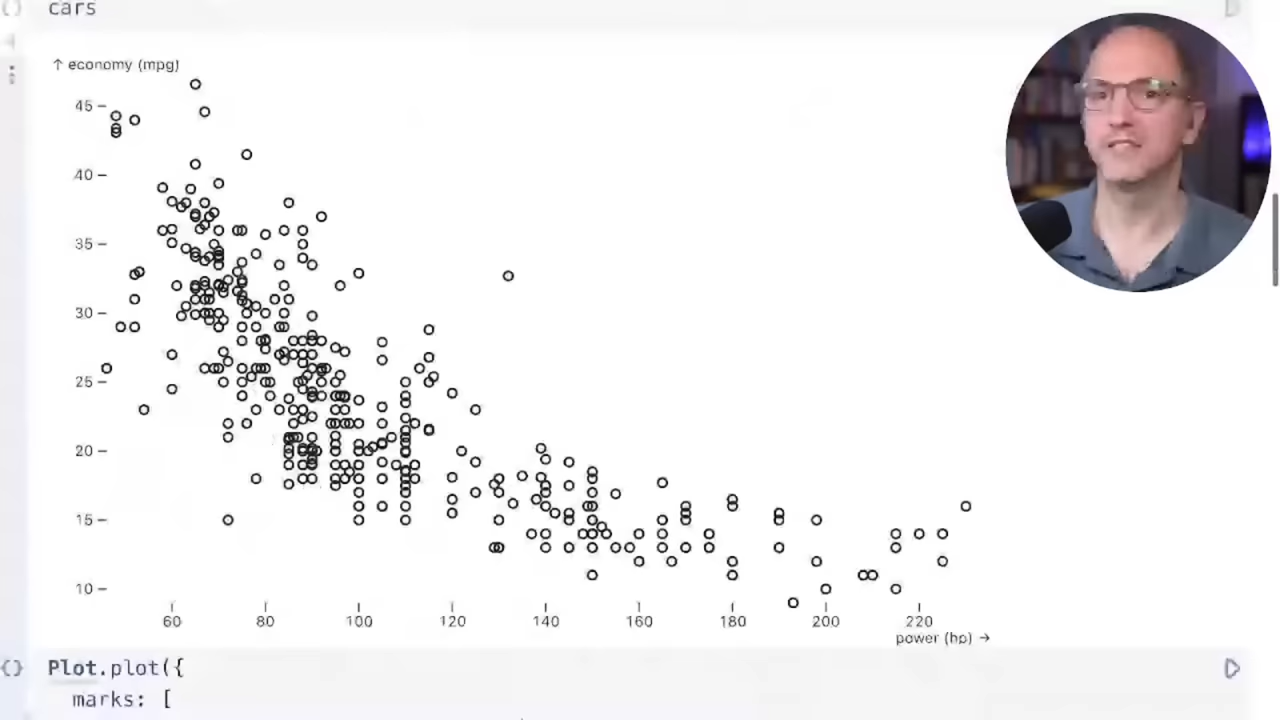 cars
↑ economy (mpg)
45
40
35
30
25
20
15
10
60 80 100 120 140 160 180 200 220
power (hp) →
Plot.plot({
marks: [